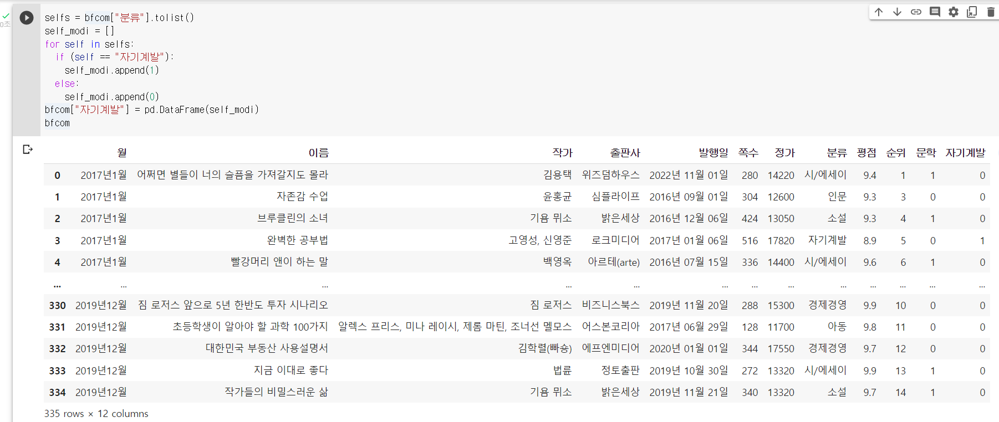 0초
selfs = bfcom["분류"].tolist()
self_modi = []
for self in selfs:
  if (self == "자기계발"):
    self_modi.append(1)
  else:
    self_modi.append(0)
bfcom["자기계발"] = pd.DataFrame(self_modi)
bfcom
월 이름 작가 출판사 발행일 쪽수 정가 분류 평점 순위 문학 자기계발
0 2017년1월 어쩌면 별들이 너의 슬픔을 가져갈지도 몰라 김용택 위즈덤하우스 2022년 11월 01일 280 14220 시/에세이 9.4 1 1 0
1 2017년1월 자존감 수업 윤홍균 심플라이프 2016년 09월 01일 304 12600 인문 9.3 3 0 0
2 2017년1월 브루클린의 소녀 기욤 뮈소 밝은세상 2016년 12월 06일 424 13050 소설 9.3 4 1 0
3 2017년1월 완벽한 공부법 고영성, 신영준 로크미디어 2017년 01월 06일 516 17820 자기계발 8.9 5 0 1
4 2017년1월 빨강머리 앤이 하는 말 백영옥 아르테(arte) 2016년 07월 15일 336 14400 시/에세이 9.6 6 1 0
... ... ... ... ... ... ... ... ... ... ... ... ...
330 2019년12월 짐 로저스 앞으로 5년 한반도 투자 시나리오 짐 로저스 비즈니스북스 2019년 11월 20일 288 15300 경제경영 9.9 10 0 0
331 2019년12월 초등학생이 알아야 할 과학 100가지 알렉스 프리스, 미나 레이시, 제롬 마틴, 조너선 멜모스 어스본코리아 2017년 06월 29일 128 11700 아동 9.8 11 0 0
332 2019년12월 대한민국 부동산 사용설명서 김학렬(빠숑) 에프엔미디어 2020년 01월 01일 344 17550 경제경영 9.7 12 0 0
333 2019년12월 지금 이대로 좋다 법륜 정토출판 2019년 10월 30일 272 13320 시/에세이 9.9 13 1 0
334 2019년12월 작가들의 비밀스러운 삶 기욤 뮈소 밝은세상 2019년 11월 21일 340 13320 소설 9.7 14 1 0
335 rows × 12 columns